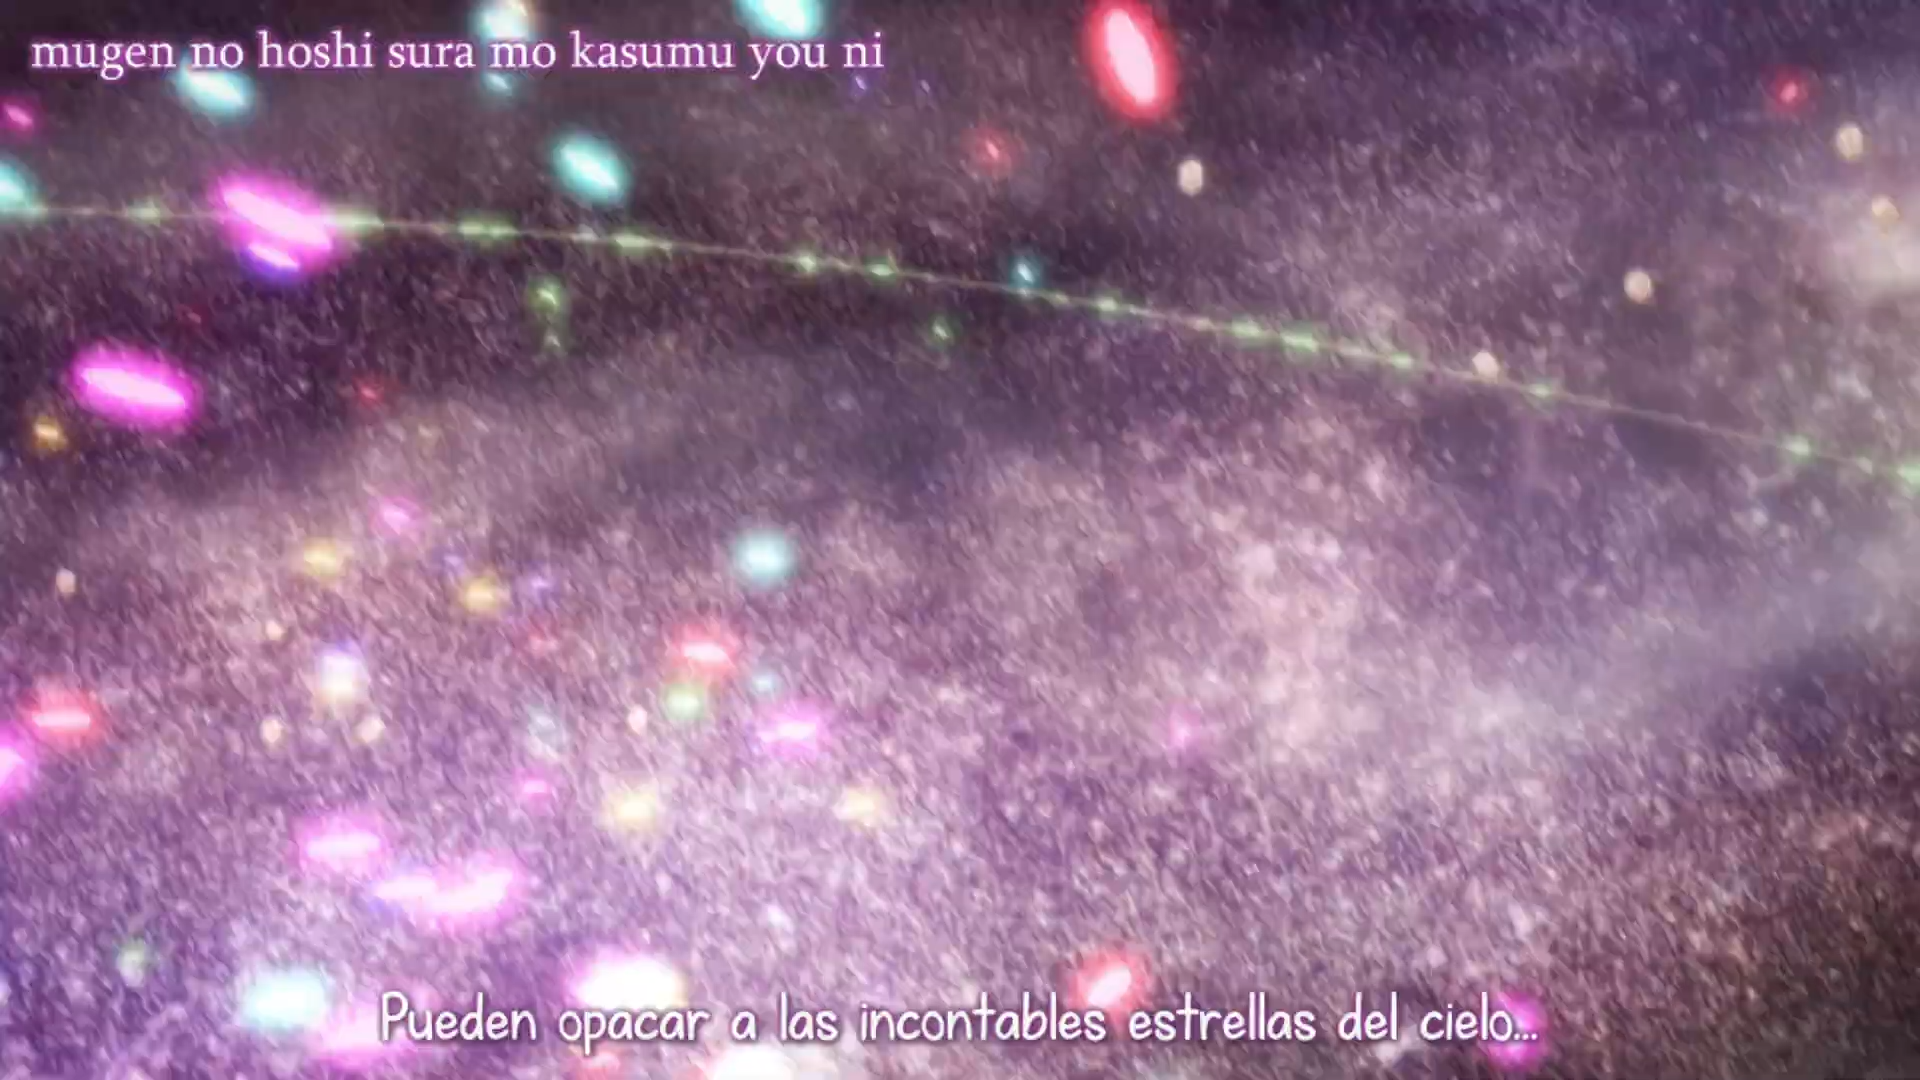 mugen no hoshi sura mo kasumu you ni
Pueden opacar a las incontables estrellas del cielo...